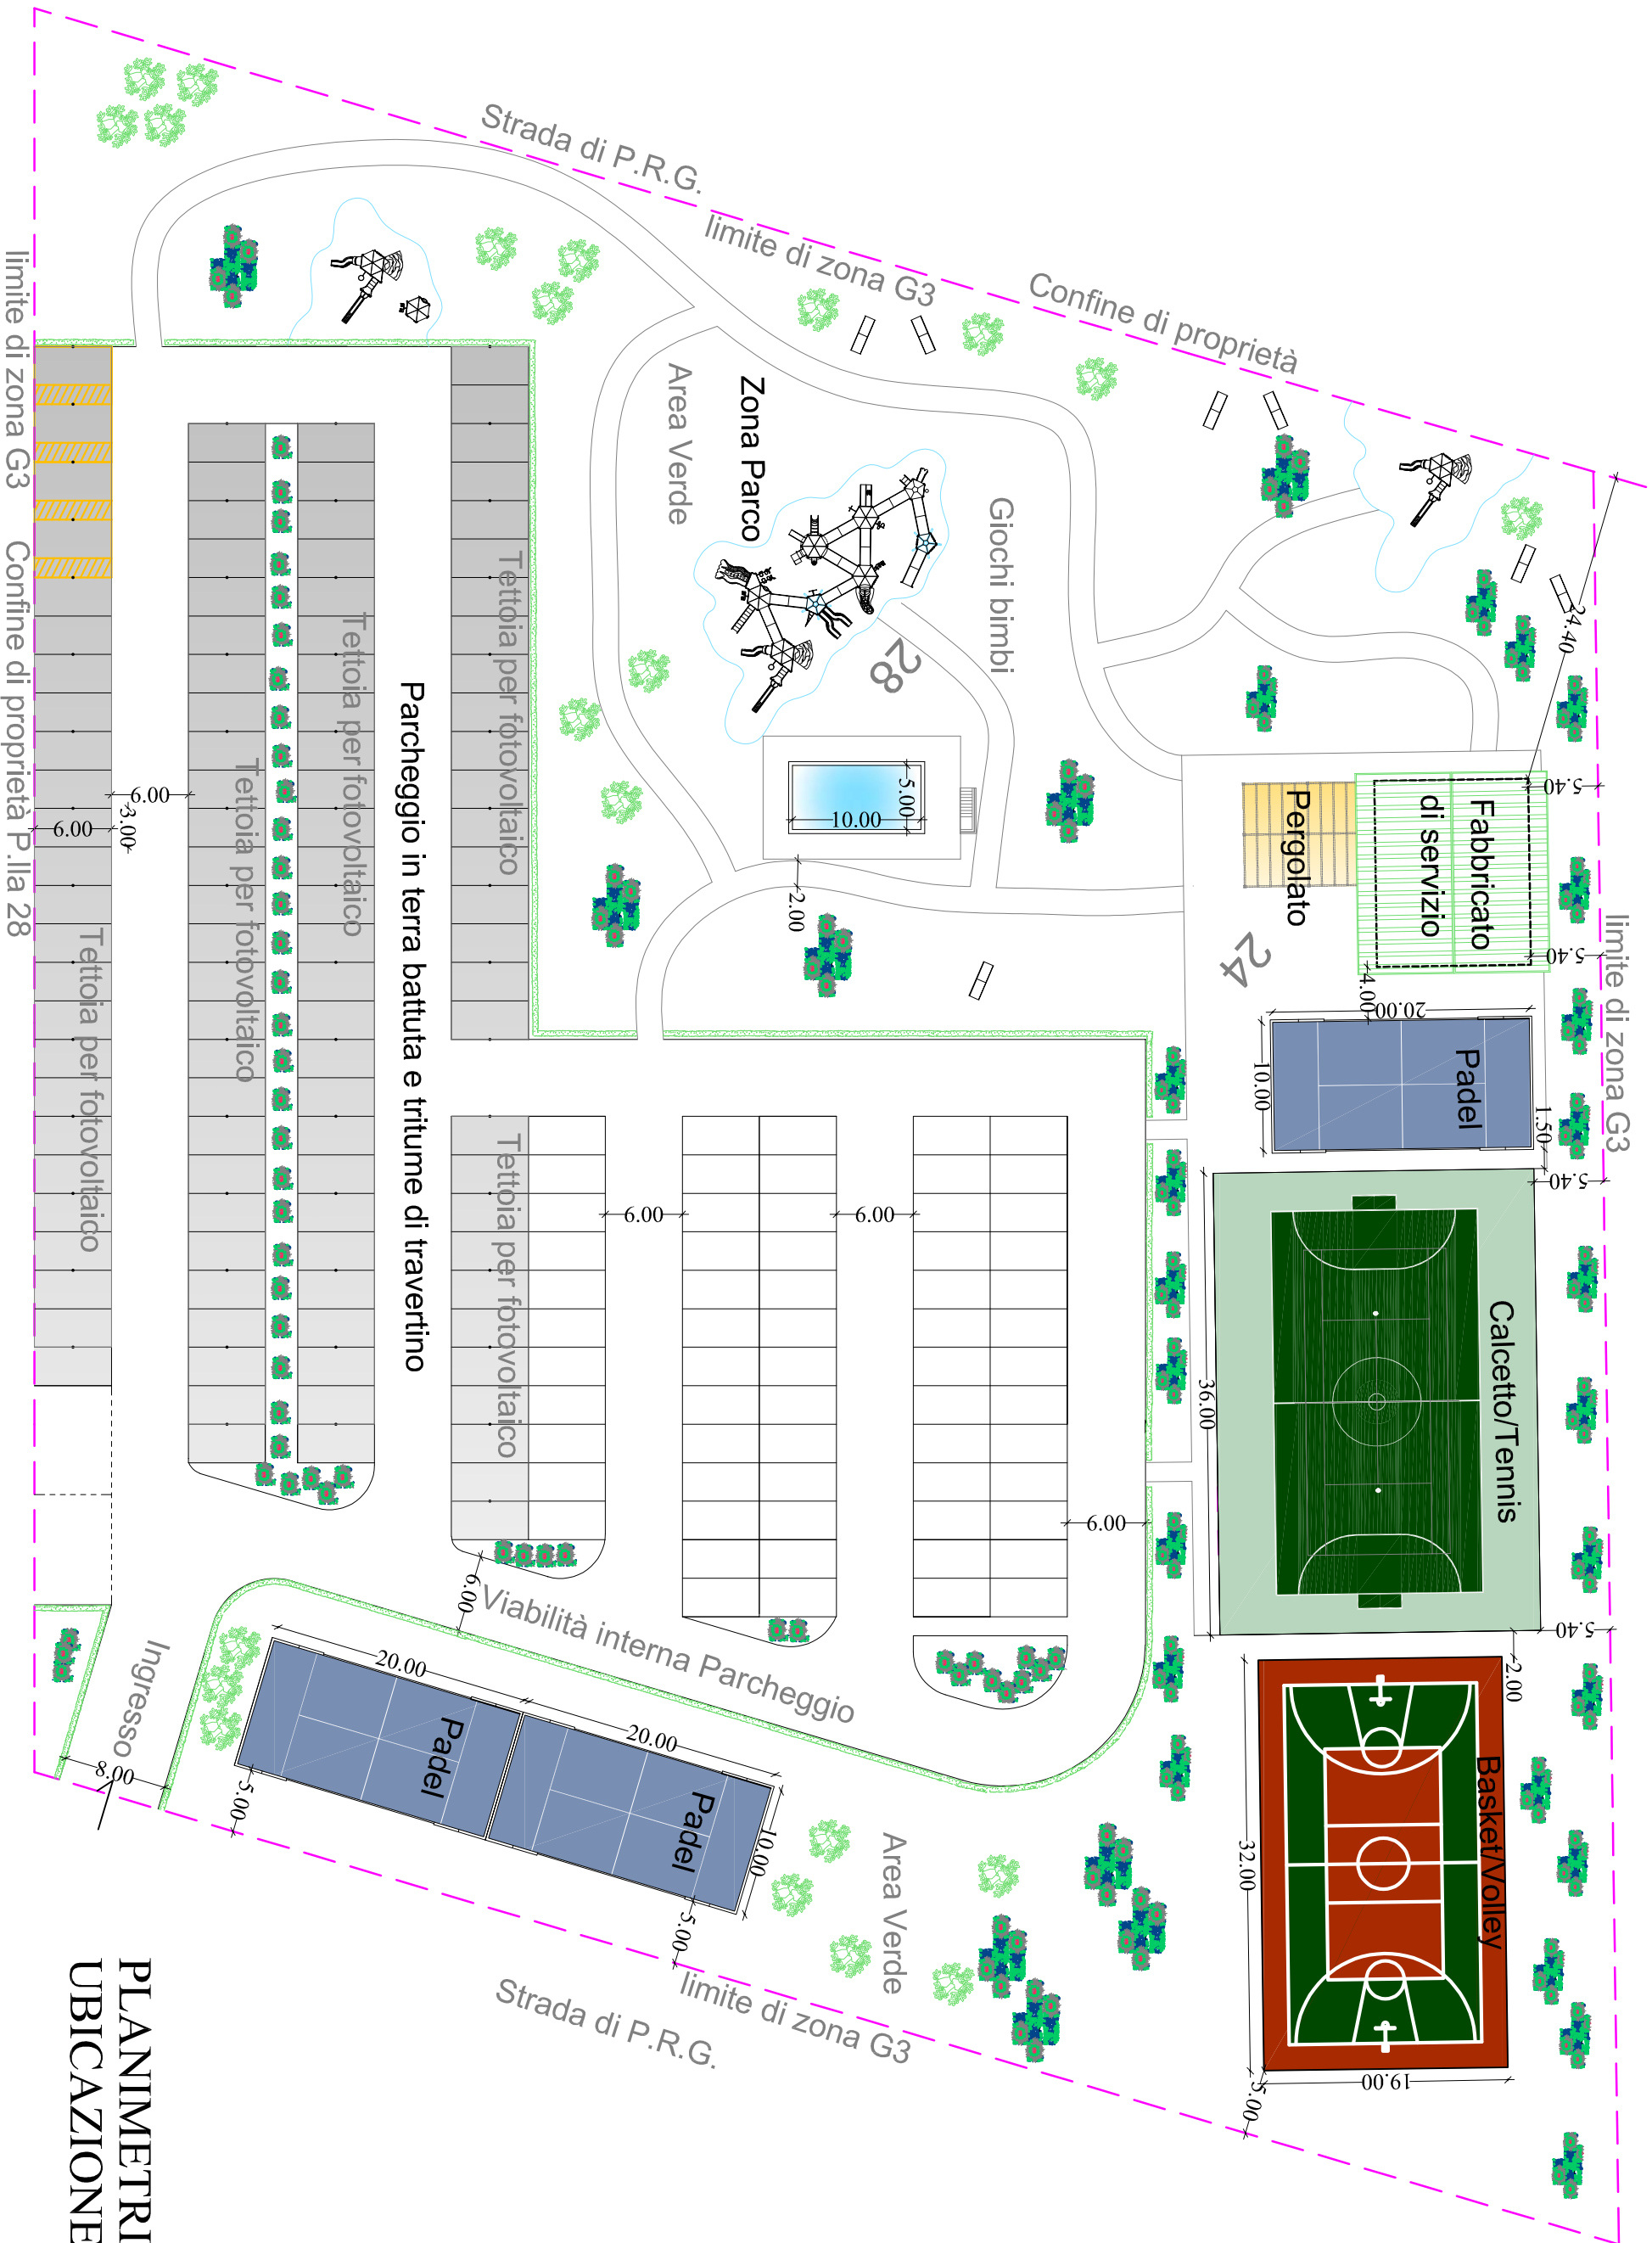 Strada di P.R.G.
limite di zona G3
Confine di proprietà
limite di zona G3
Confine di proprietà P.lla 28
limite di zona G3
Area Verde
Zona Parco
Giochi bimbi
28
24.40
5.00
10.00
2.00
Pergolato
Fabbricato
di servizio
5.40
5.40
24
4.00
20.00
10.00
Padel
1.50
5.40
36.00
Calcetto/Tennis
5.40
2.00
Basket/Volley
32.00
19.00
5.00
Tettoia per fotovoltaico
Tettoia per fotovoltaico
Tettoia per fotovoltaico
Tettoia per fotovoltaico
Tettoia per fotovoltaico
Parcheggio in terra battuta e tritume di travertino
6.00
3.00
6.00
6.00
6.00
6.00
6.00
Viabilità interna Parcheggio
Ingresso
8.00
20.00
20.00
Padel
Padel
10.00
5.00
5.00
Area Verde
limite di zona G3
Strada di P.R.G.
PLANIMETRI
UBICAZIONE